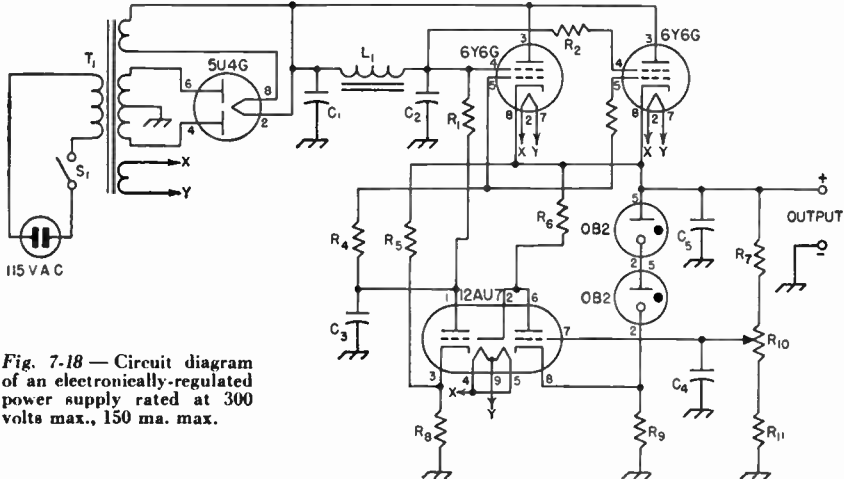 T1
S1
115 V A C
5U4G
6
4
8
2
X
Y
L1
C1
C2
6Y6G
3
4
5
8
2
7
X
Y
R1
R2
6Y6G
3
4
5
8
2
7
X
Y
R4
R5
R6
C3
12AU7
1
2
6
7
3
4
9
5
8
X
Y
R8
R9
5
OB2
2
5
OB2
2
C5
C4
R7
R10
R11
+
OUTPUT
−
Fig. 7-18 — Circuit diagram
of an electronically-regulated
power supply rated at 300
volts max., 150 ma. max.